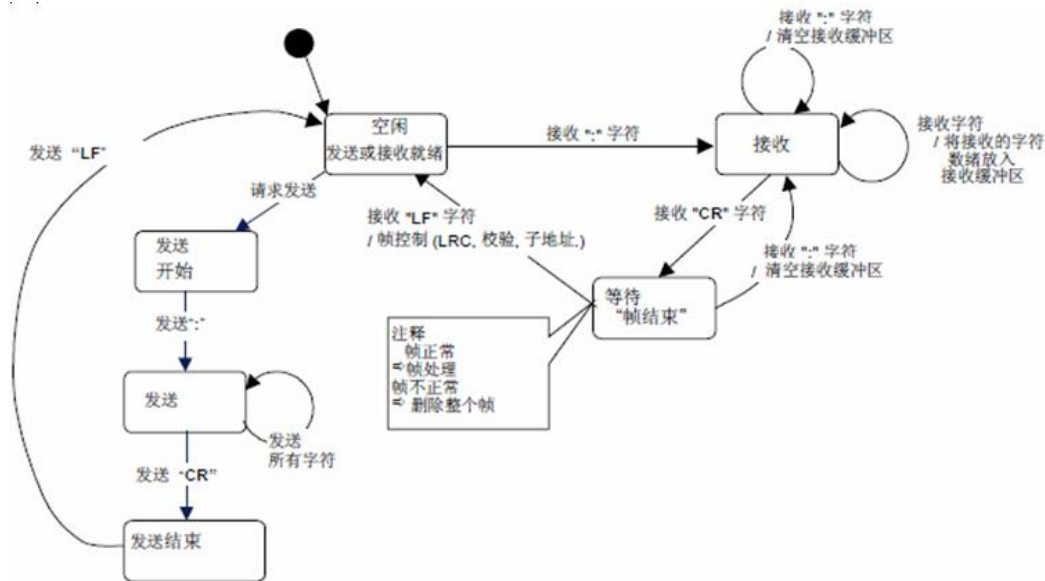 接收 ":" 字符
/ 清空接收缓冲区
空闲
发送或接收就绪
接收 ":" 字符
接收
接收字符
/ 将接收的字符
数绪放入
接收缓冲区
发送 “LF”
请求发送
接收 "LF" 字符
/ 帧控制 (LRC, 校验, 子地址.)
接收 "CR" 字符
接收 ":" 字符
/ 清空接收缓冲区
发送
开始
等待
“帧结束”
发送":"
注释
帧正常
⇨帧处理
帧不正常
⇨ 删除整个帧
发送
发送
所有字符
发送 “CR”
发送结束